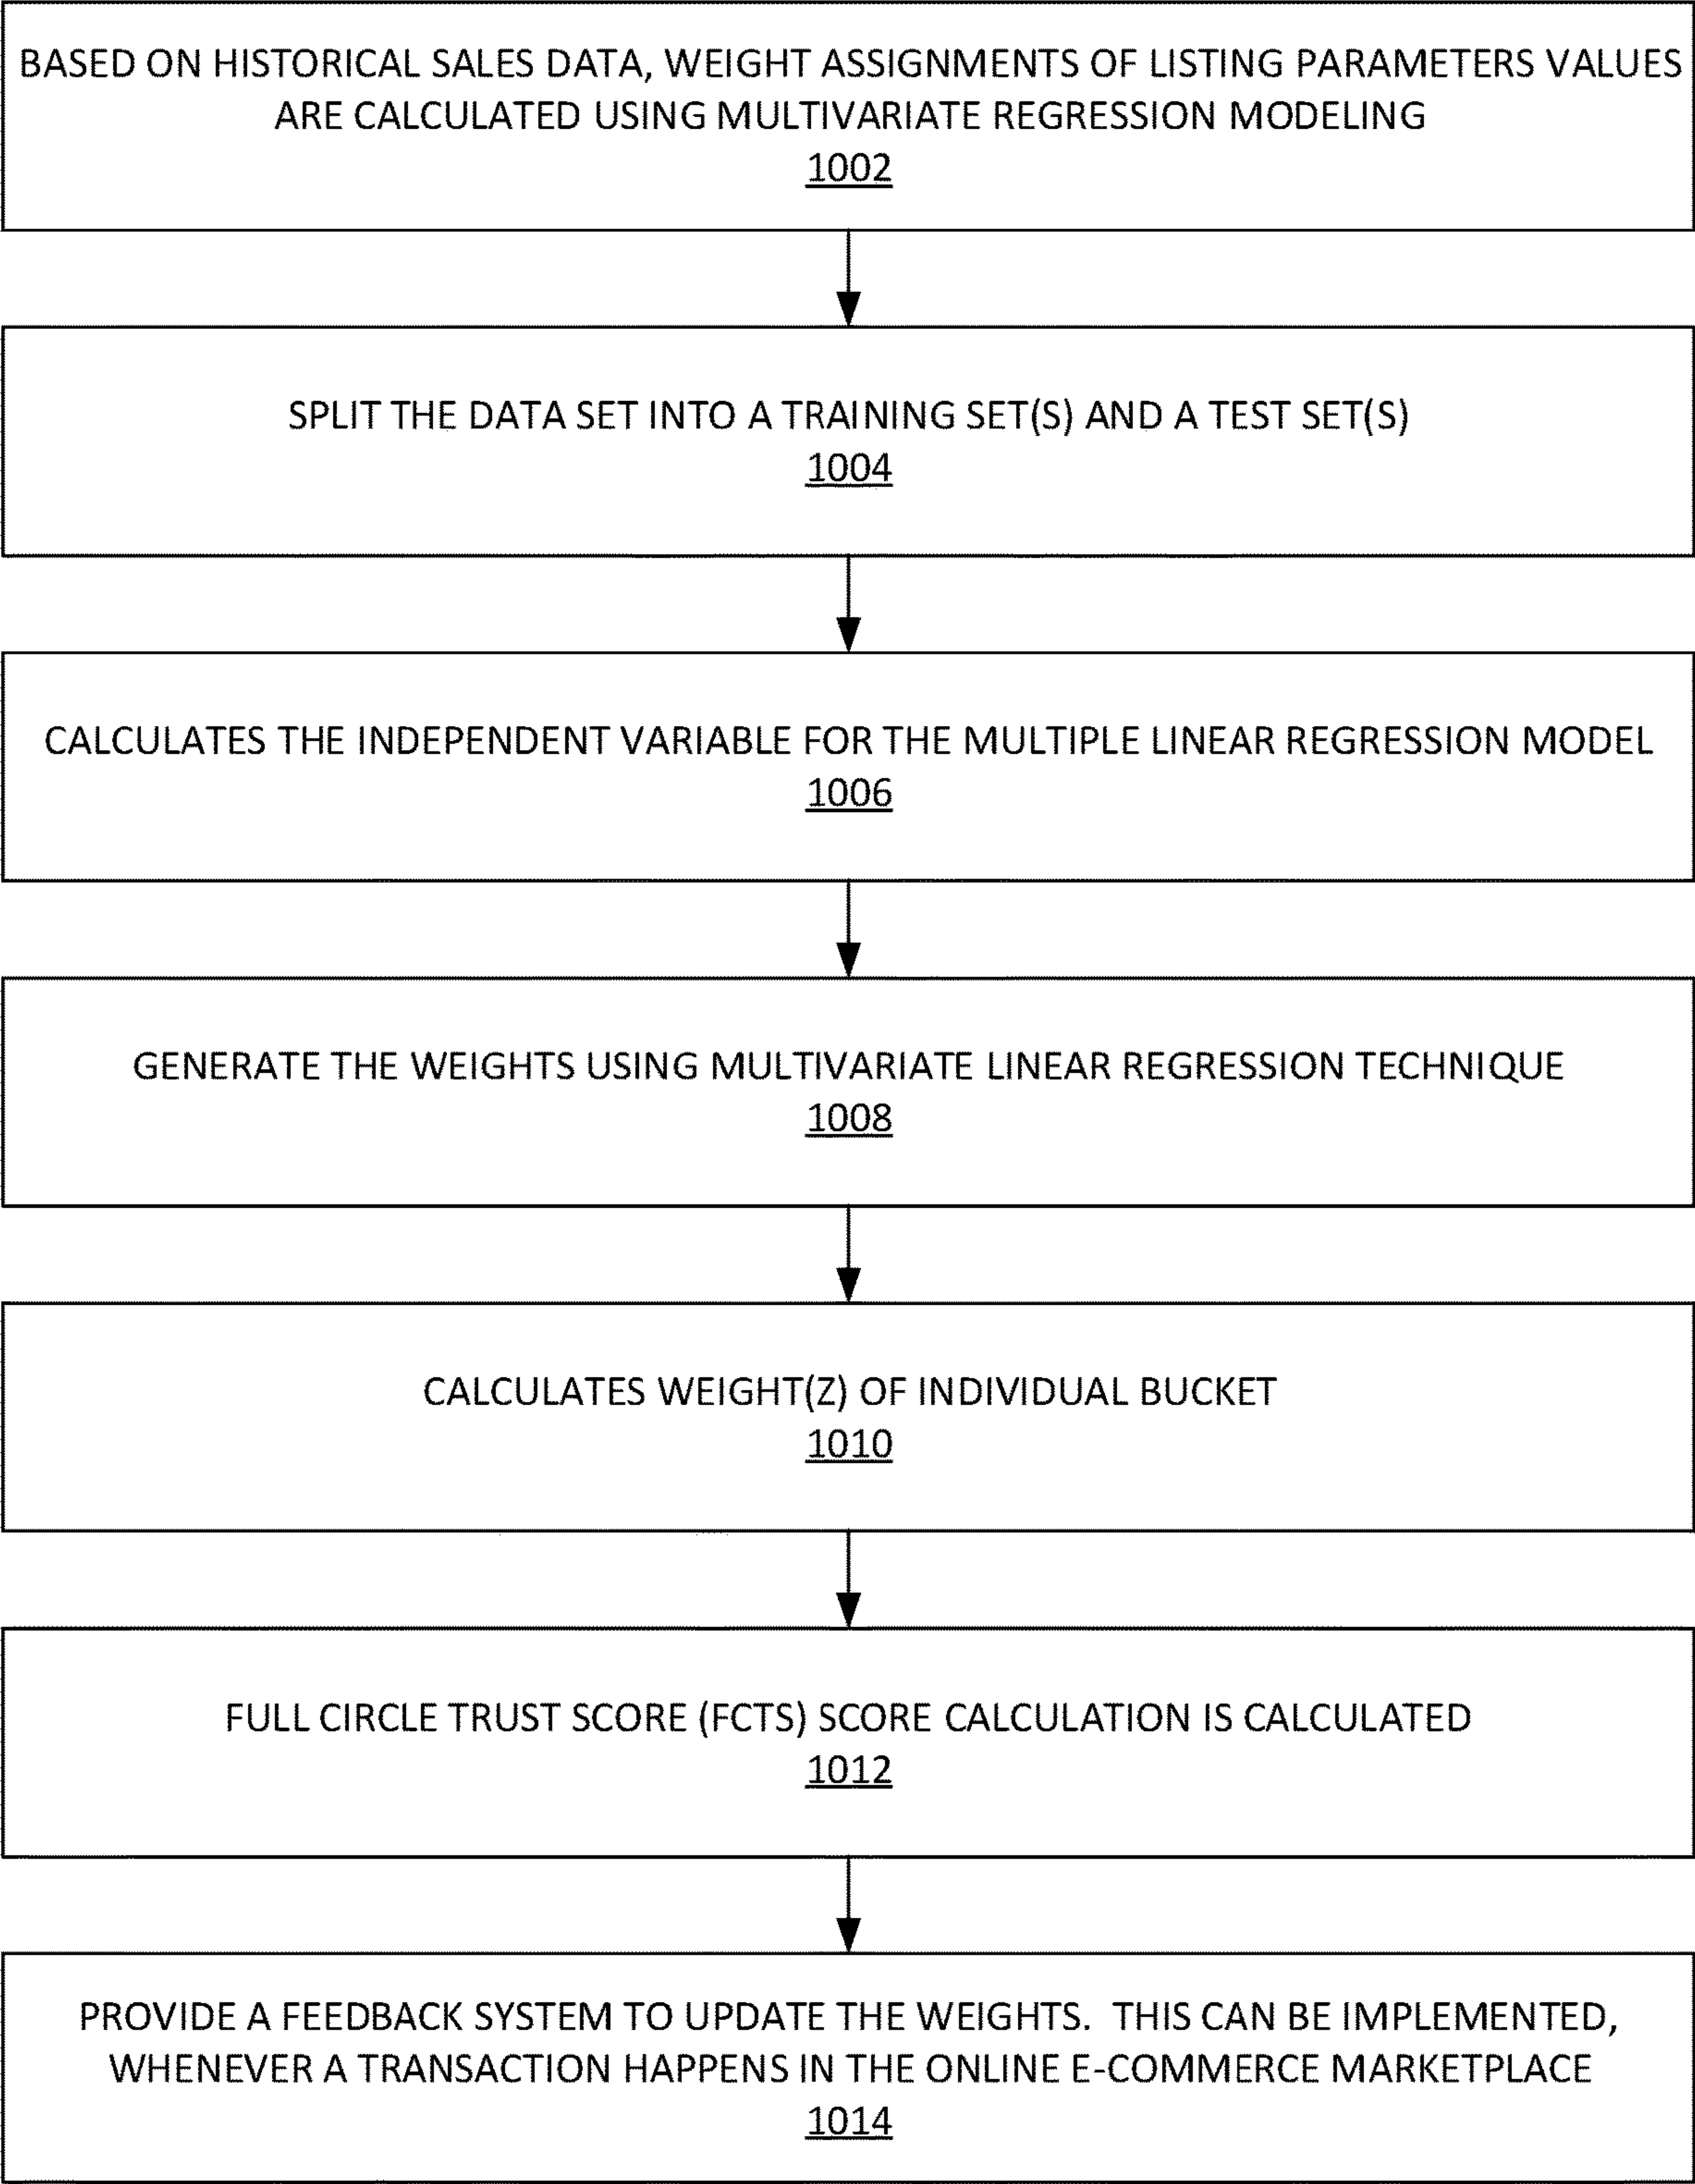 BASED ON HISTORICAL SALES DATA, WEIGHT ASSIGNMENTS OF LISTING PARAMETERS VALUES
ARE CALCULATED USING MULTIVARIATE REGRESSION MODELING
1002
SPLIT THE DATA SET INTO A TRAINING SET(S) AND A TEST SET(S)
1004
CALCULATES THE INDEPENDENT VARIABLE FOR THE MULTIPLE LINEAR REGRESSION MODEL
1006
GENERATE THE WEIGHTS USING MULTIVARIATE LINEAR REGRESSION TECHNIQUE
1008
CALCULATES WEIGHT(Z) OF INDIVIDUAL BUCKET
1010
FULL CIRCLE TRUST SCORE (FCTS) SCORE CALCULATION IS CALCULATED
1012
PROVIDE A FEEDBACK SYSTEM TO UPDATE THE WEIGHTS.  THIS CAN BE IMPLEMENTED,
WHENEVER A TRANSACTION HAPPENS IN THE ONLINE E-COMMERCE MARKETPLACE
1014